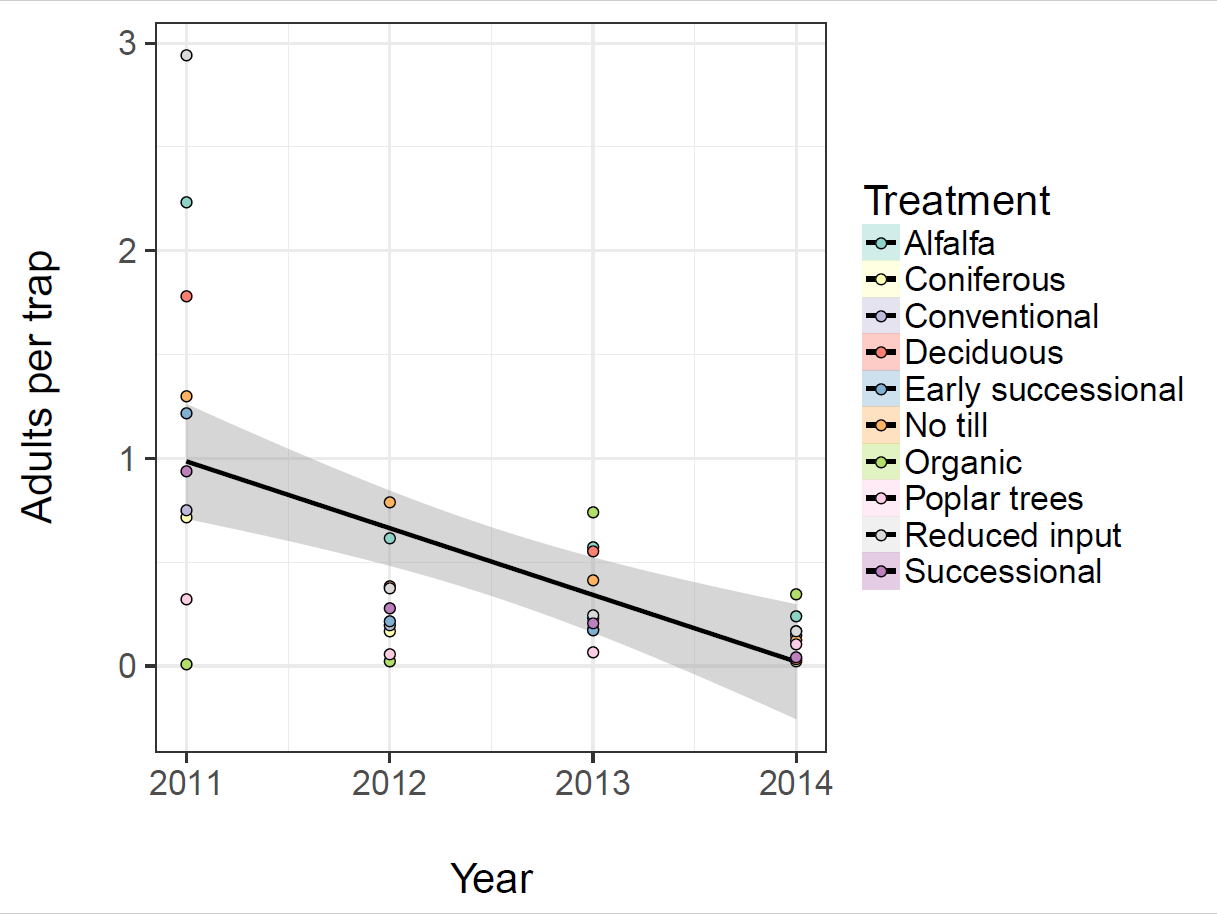 3
2
1
0
Adults per trap
2011 2012 2013 2014
Year
Treatment
Alfalfa
Coniferous
Conventional
Deciduous
Early successional
No till
Organic
Poplar trees
Reduced input
Successional